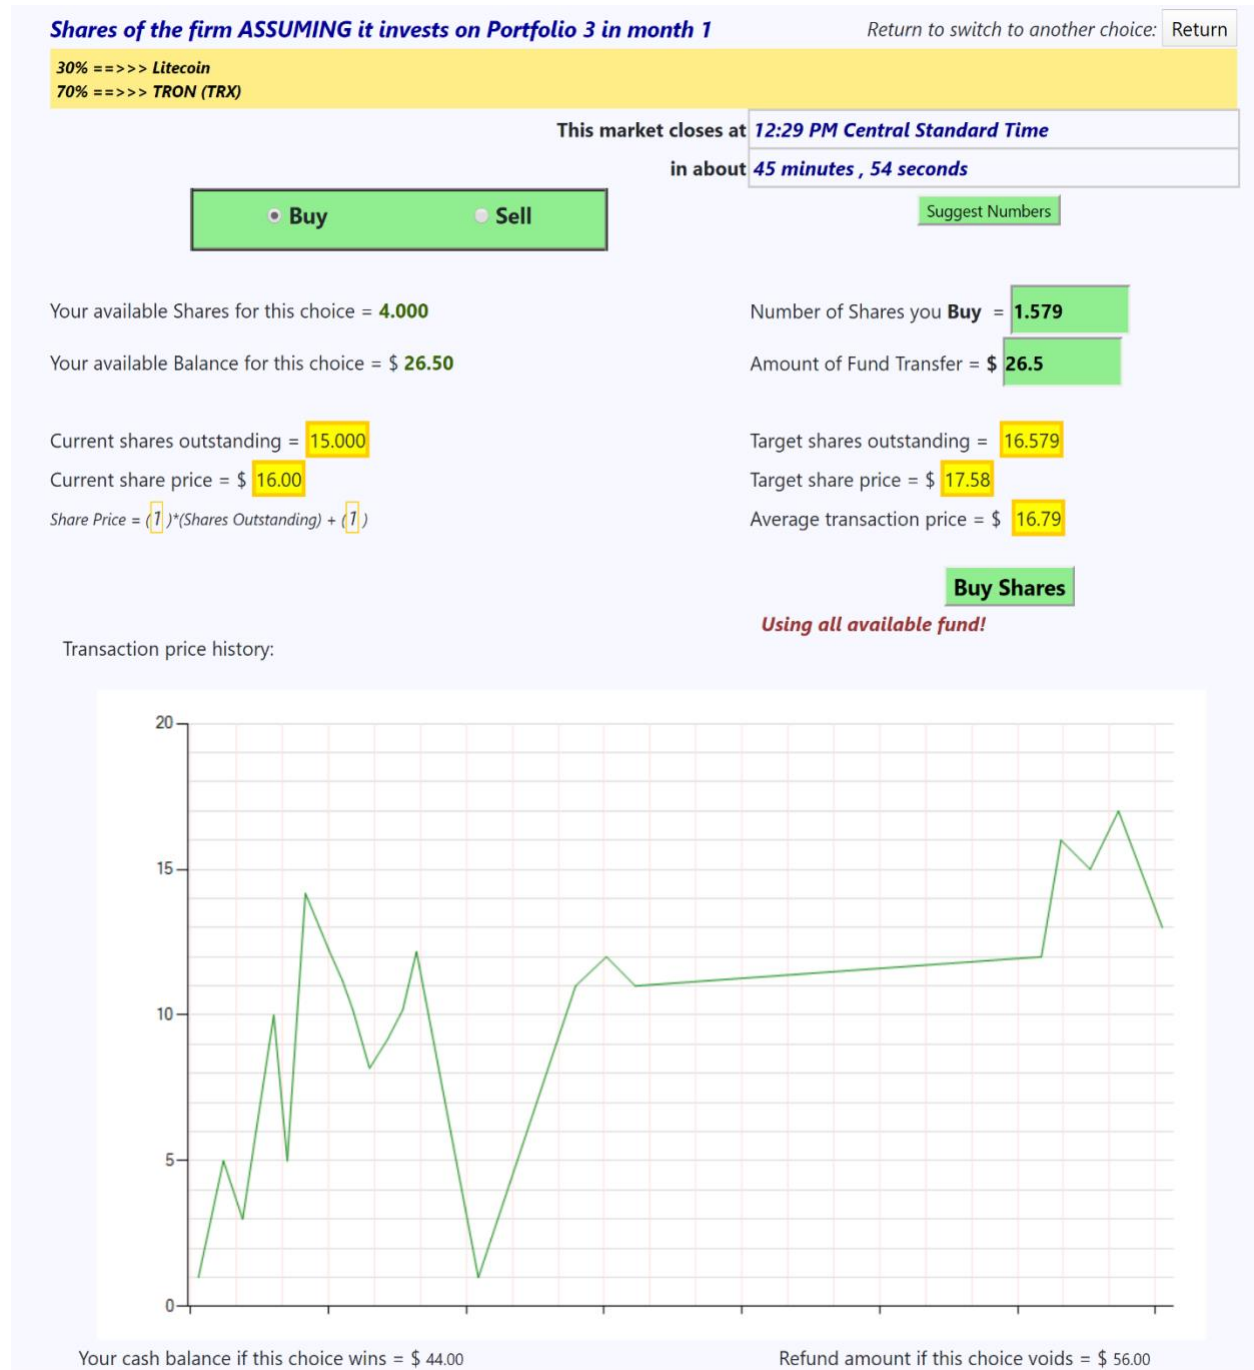 Shares of the firm ASSUMING it invests on Portfolio 3 in month 1
Return to switch to another choice: Return
30% ==>>> Litecoin
70% ==>>> TRON (TRX)
This market closes at 12:29 PM Central Standard Time
in about 45 minutes , 54 seconds
Buy Sell
Suggest Numbers
Your available Shares for this choice = 4.000
Number of Shares you Buy = 1.579
Your available Balance for this choice = $ 26.50
Amount of Fund Transfer = $ 26.5
Current shares outstanding = 15.000
Target shares outstanding = 16.579
Current share price = $ 16.00
Target share price = $ 17.58
Share Price = (1)*(Shares Outstanding) + (1)
Average transaction price = $ 16.79
Buy Shares
Using all available fund!
Transaction price history:
20
15
10
5
0
Your cash balance if this choice wins = $ 44.00
Refund amount if this choice voids = $ 56.00